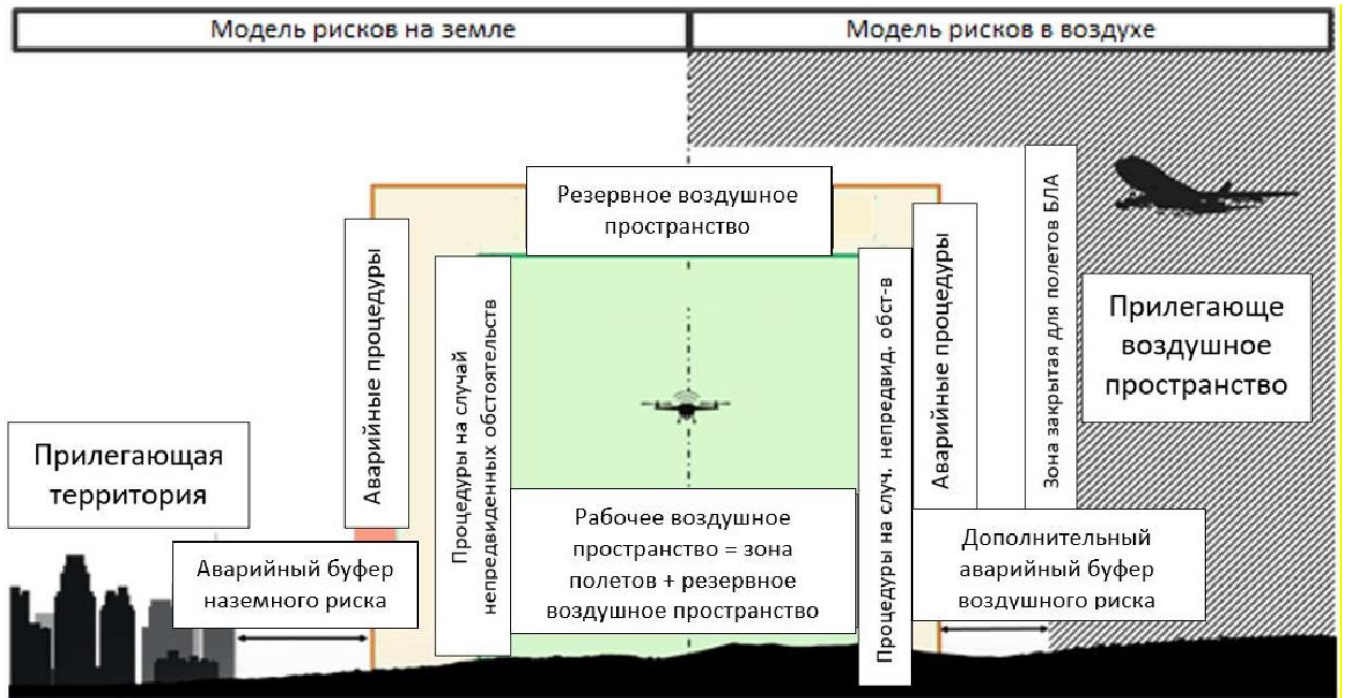 Модель рисков на земле
Модель рисков в воздухе
Резервное воздушное
пространство
Аварийные процедуры
Процедуры на случай
непредвиденных обстоятельств
Процедуры на случ. непредвид. обст-в
Аварийные процедуры
Зона закрытая для полетов БЛА
Прилегающе
воздушное
пространство
Прилегающая
территория
Аварийный буфер
наземного риска
Рабочее воздушное
пространство = зона
полетов + резервное
воздушное пространство
Дополнительный
аварийный буфер
воздушного риска